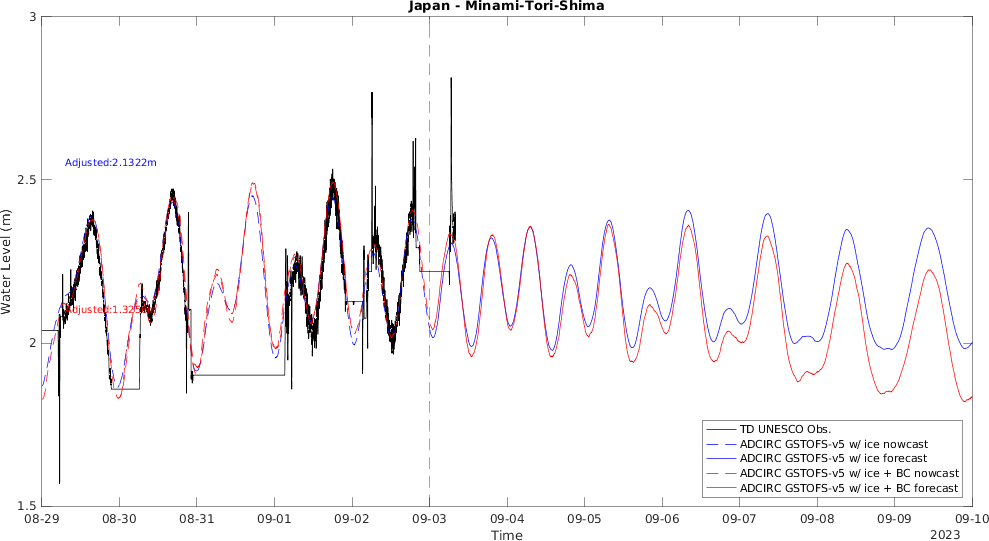 Japan - Minami-Tori-Shima
Water Level (m)
3
2.5
2
1.5
Adjusted:2.1322m
Adjusted:1.325
TD UNESCO Obs.
ADCIRC GSTOFS-v5 w/ ice nowcast
ADCIRC GSTOFS-v5 w/ ice forecast
ADCIRC GSTOFS-v5 w/ ice + BC nowcast
ADCIRC GSTOFS-v5 w/ ice + BC forecast
08-29 08-30 08-31 09-01 09-02 09-03 09-04 09-05 09-06 09-07 09-08 09-09 09-10
Time
2023